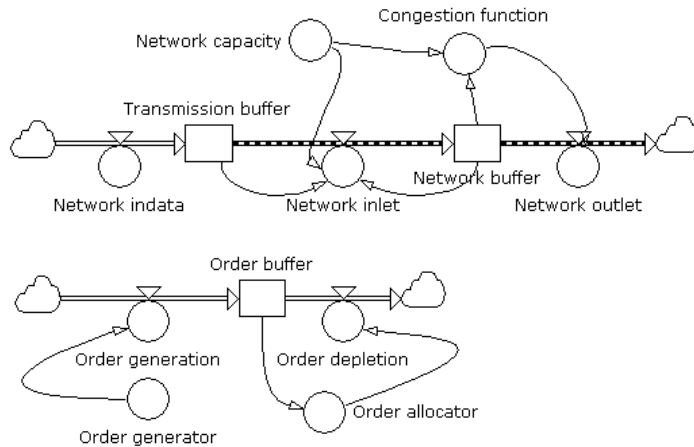 Congestion function
Network capacity
Transmission buffer
Network buffer
Network indata
Network inlet
Network outlet
Order buffer
Order generation
Order depletion
Order allocator
Order generator